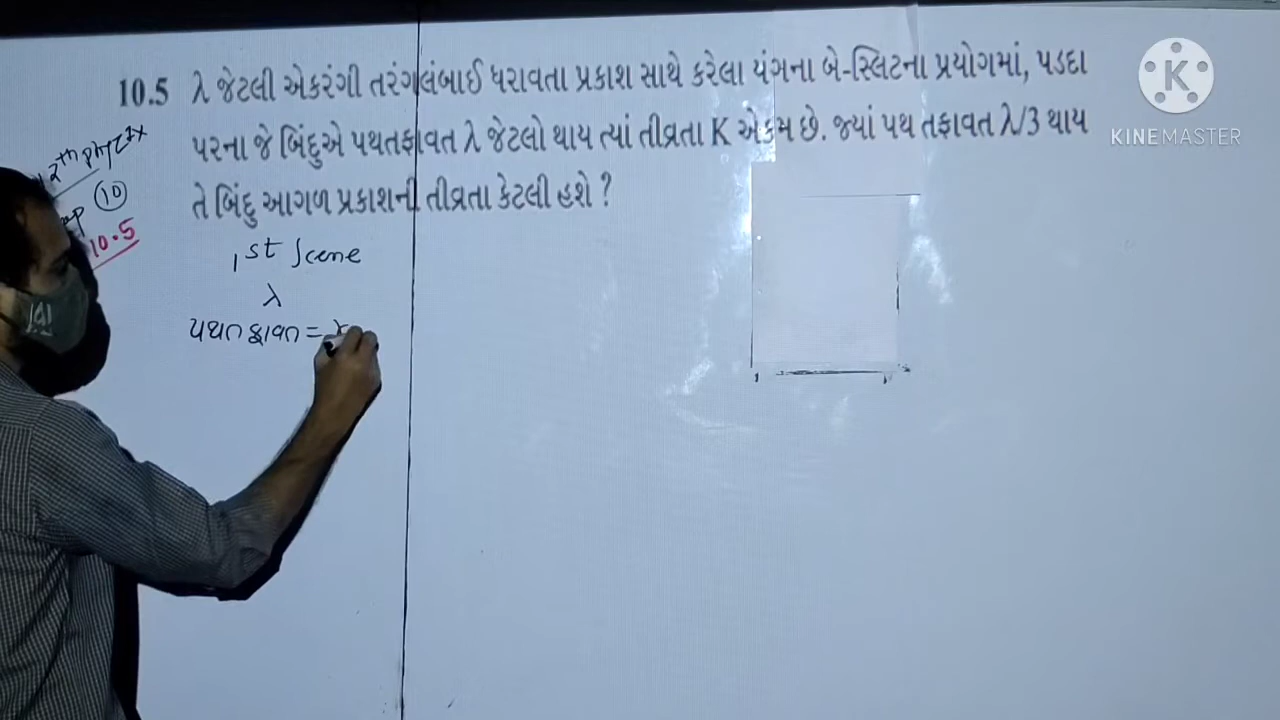 10.5 λ જેટલી એકરંગી તરંગલંબાઈ ધરાવતા પ્રકાશ સાથે કરેલા યંગના બે-સ્લિટના પ્રયોગમાં, પડદા
પરના જે બિંદુએ પથતફાવત λ જેટલો થાય ત્યાં તીવ્રતા K એકમ છે. જ્યાં પથ તફાવત λ/3 થાય
તે બિંદુ આગળ પ્રકાશની તીવ્રતા કેટલી હશે ?
2th phy
10
10.5
1st Scene
λ
પથતફાવત =
K
KINEMASTER